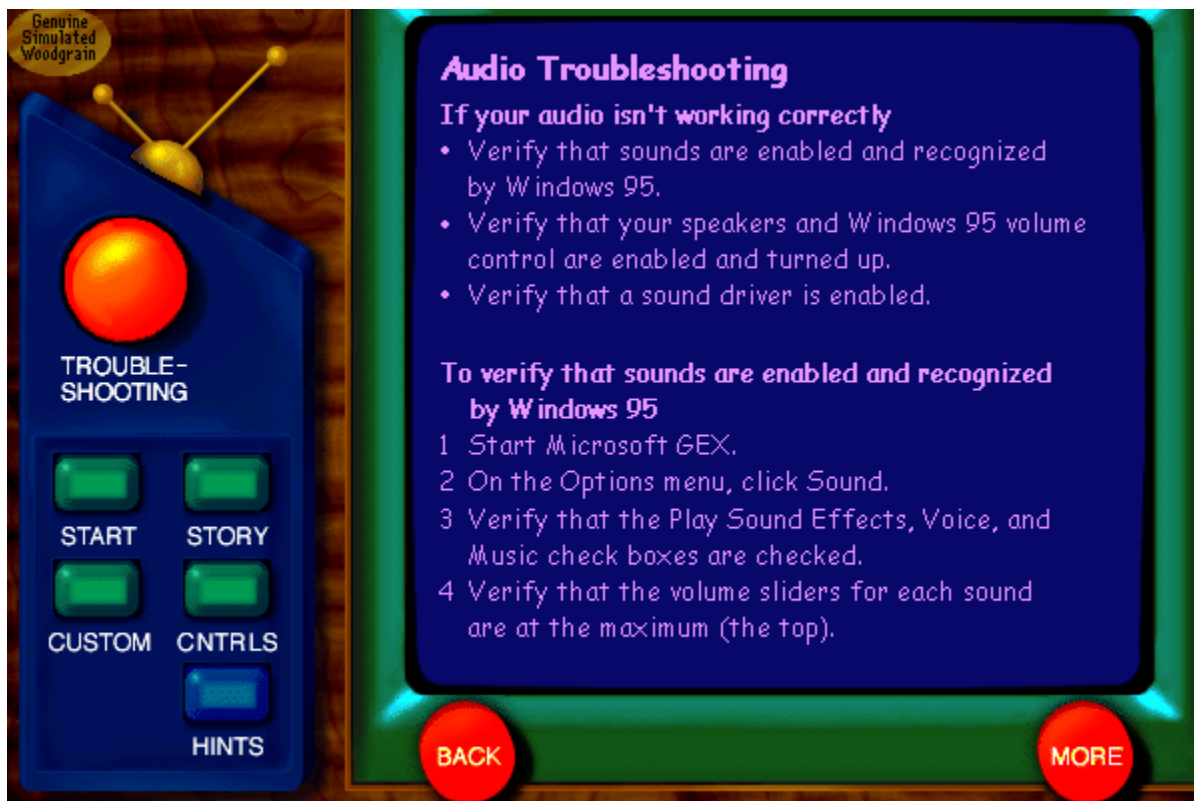 Genuine
Simulated
Woodgrain
TROUBLE-
SHOOTING
START
STORY
CUSTOM
CNTRLS
HINTS
Audio Troubleshooting
If your audio isn't working correctly
• Verify that sounds are enabled and recognized
by Windows 95.
• Verify that your speakers and Windows 95 volume
control are enabled and turned up.
• Verify that a sound driver is enabled.
To verify that sounds are enabled and recognized
by Windows 95
1 Start Microsoft GEX.
2 On the Options menu, click Sound.
3 Verify that the Play Sound Effects, Voice, and
Music check boxes are checked.
4 Verify that the volume sliders for each sound
are at the maximum (the top).
BACK
MORE